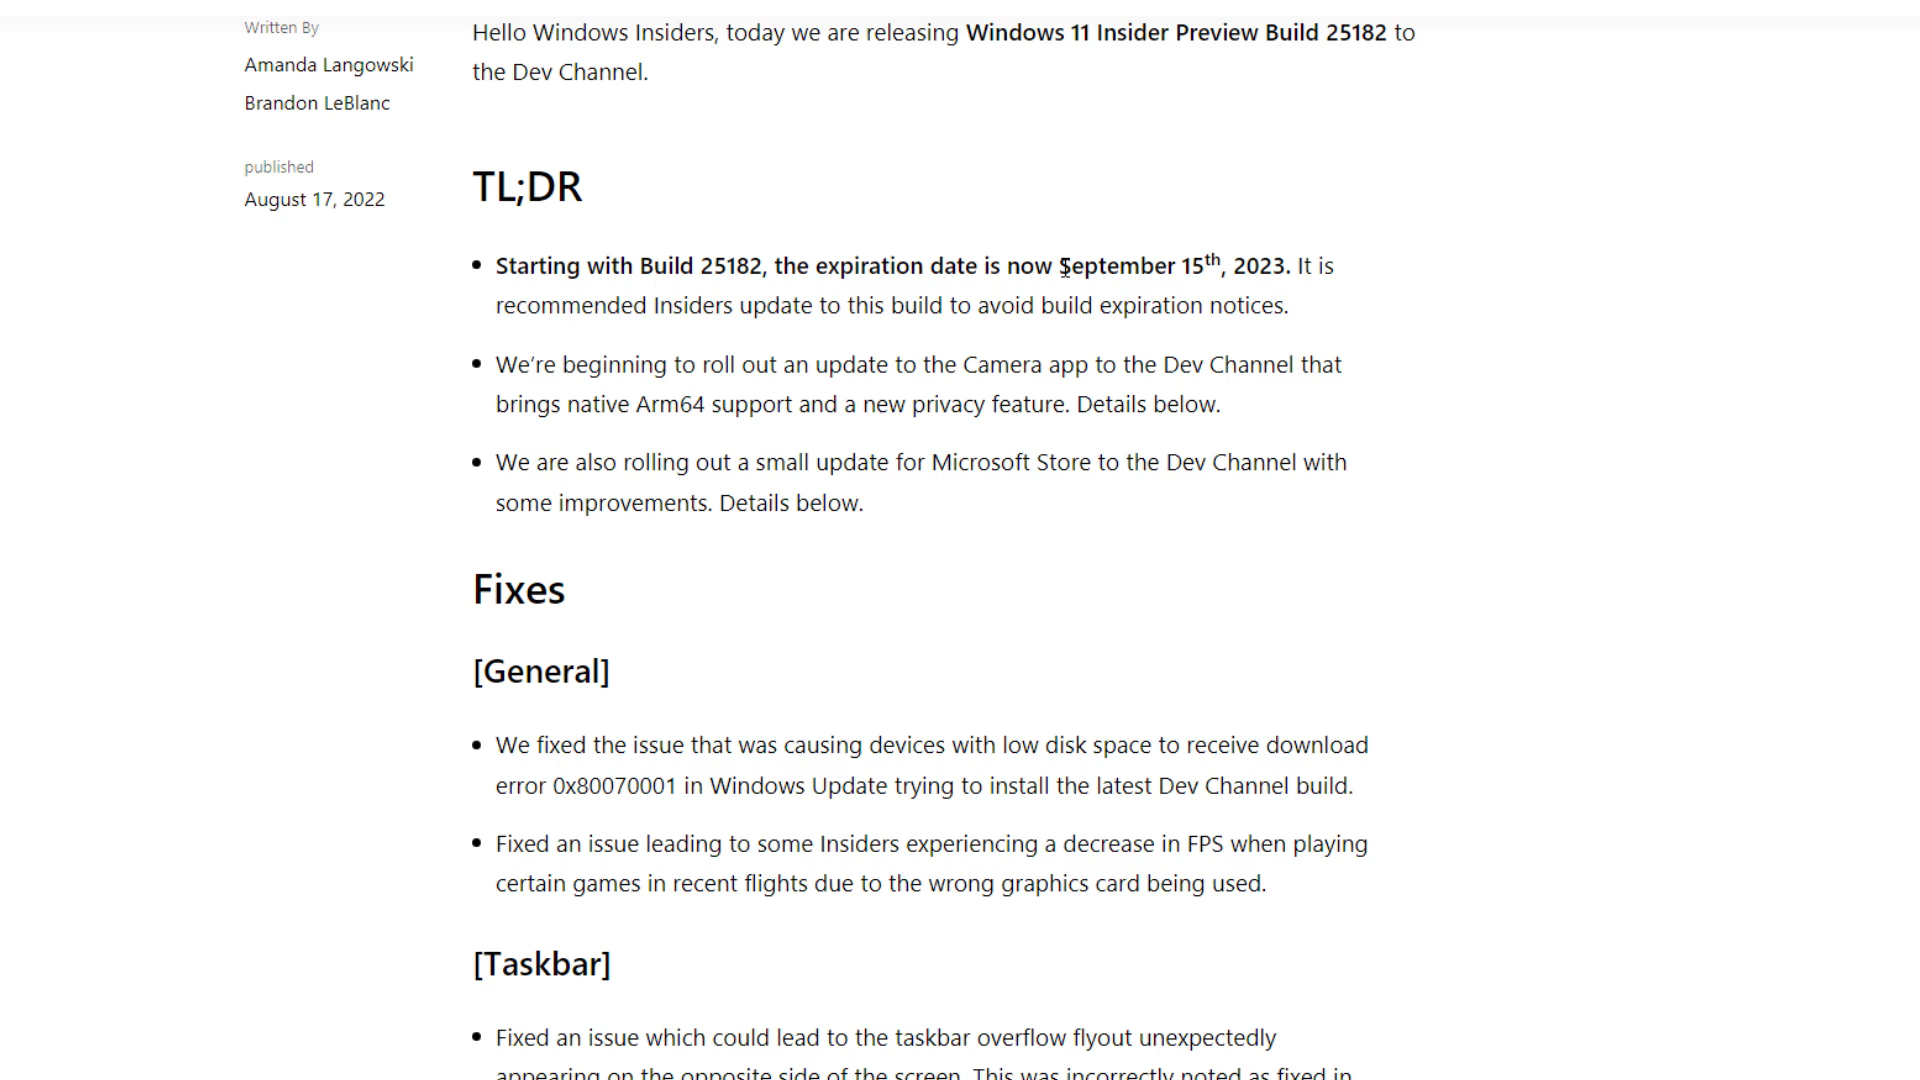 Written By
Amanda Langowski
Brandon LeBlanc
published
August 17, 2022
Hello Windows Insiders, today we are releasing Windows 11 Insider Preview Build 25182 to
the Dev Channel.
TL;DR
• Starting with Build 25182, the expiration date is now September 15th, 2023. It is
recommended Insiders update to this build to avoid build expiration notices.
• We’re beginning to roll out an update to the Camera app to the Dev Channel that
brings native Arm64 support and a new privacy feature. Details below.
• We are also rolling out a small update for Microsoft Store to the Dev Channel with
some improvements. Details below.
Fixes
[General]
• We fixed the issue that was causing devices with low disk space to receive download
error 0x80070001 in Windows Update trying to install the latest Dev Channel build.
• Fixed an issue leading to some Insiders experiencing a decrease in FPS when playing
certain games in recent flights due to the wrong graphics card being used.
[Taskbar]
• Fixed an issue which could lead to the taskbar overflow flyout unexpectedly
appearing on the opposite side of the screen. This was incorrectly noted as fixed in